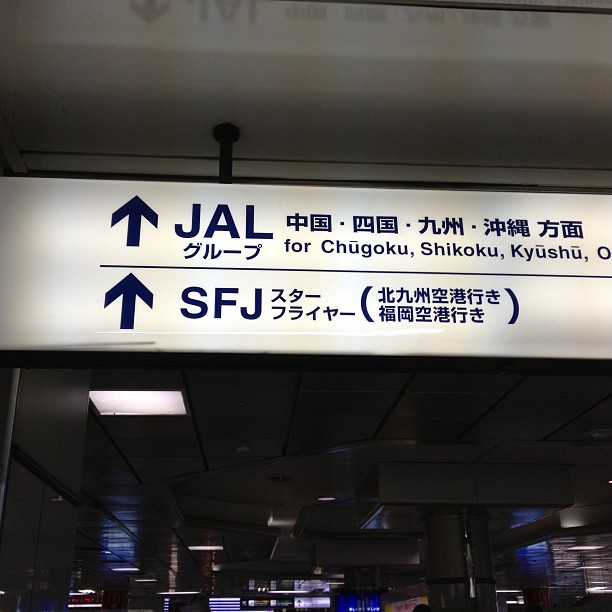 JAL グループ 中国・四国・九州・沖縄 方面
for Chūgoku, Shikoku, Kyūshū, O
SFJ スターフライヤー (北九州空港行き
福岡空港行き)